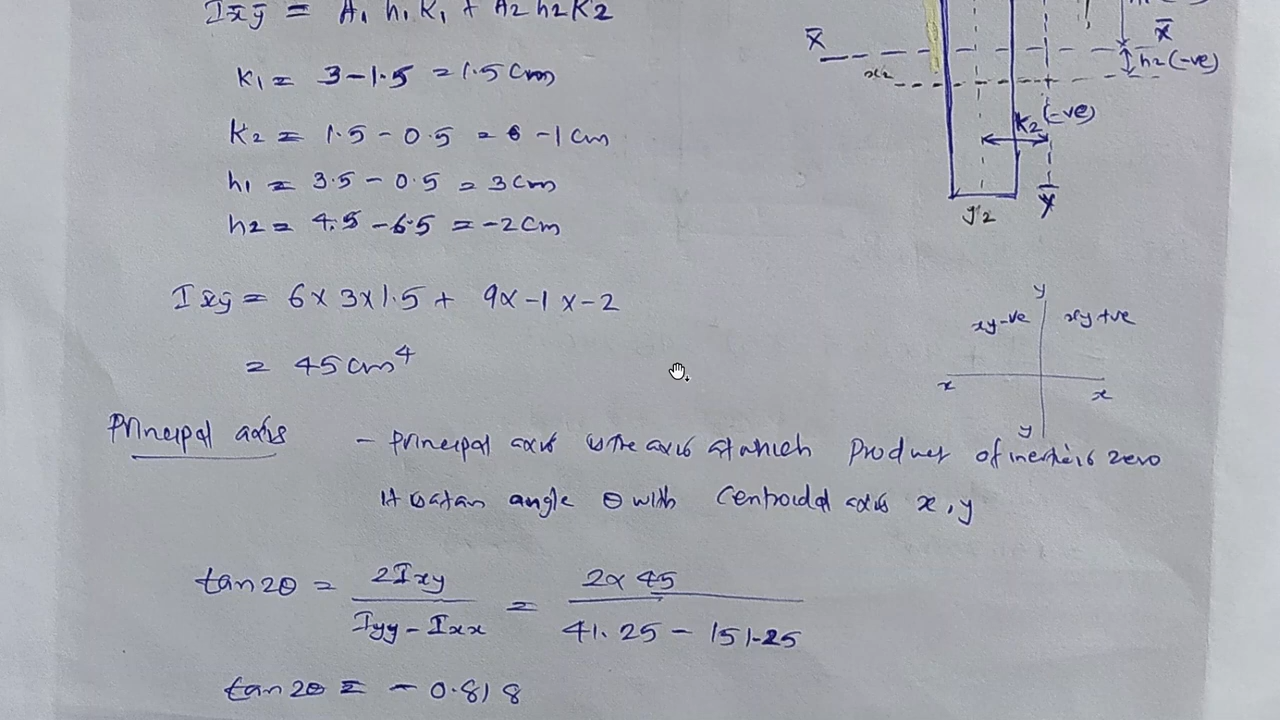 Ix̄ȳ = A1 h1 K1 + A2 h2 K2
K1 = 3 - 1.5 = 1.5 cm
K2 = 1.5 - 0.5 = -1 cm
h1 = 3.5 - 0.5 = 3 cm
h2 = 4.5 - 6.5 = -2 cm
Ix̄ȳ = 6 x 3 x 1.5 + 9 x -1 x -2
= 45 cm⁴
x̄
x̄
x2
h2 (-ve)
K2 (-ve)
y2
ȳ
y
xy -ve
xy +ve
x
x
y
Principal axis - Principal axis is the axis at which Product of inertia is zero
It is at an angle θ with Centroidal axis x, y
tan 2θ = 2Ixy / Iyy - Ixx = 2 x 45 / 41.25 - 151.25
tan 2θ = - 0.818